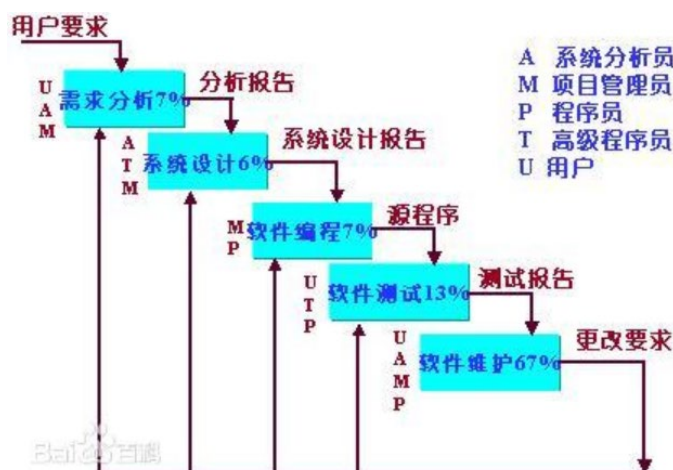 用户要求
U
A
M
需求分析7%
分析报告
A
T
M
系统设计6%
系统设计报告
M
P
软件编程7%
源程序
U
T
P
软件测试13%
测试报告
U
A
M
P
软件维护67%
更改要求
A 系统分析员
M 项目管理员
P 程序员
T 高级程序员
U 用户
Bai 百科